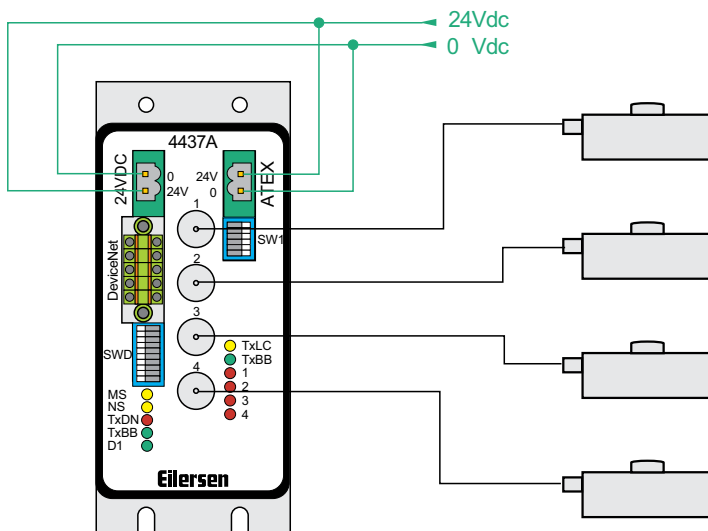 24Vdc
0 Vdc
4437A
24VDC
0
24V
24V
0
ATEX
1
SW1
DeviceNet
2
3
SWD
TxLC
TxBB
1
2
3
4
4
MS
NS
TxDN
TxBB
D1
Eilersen